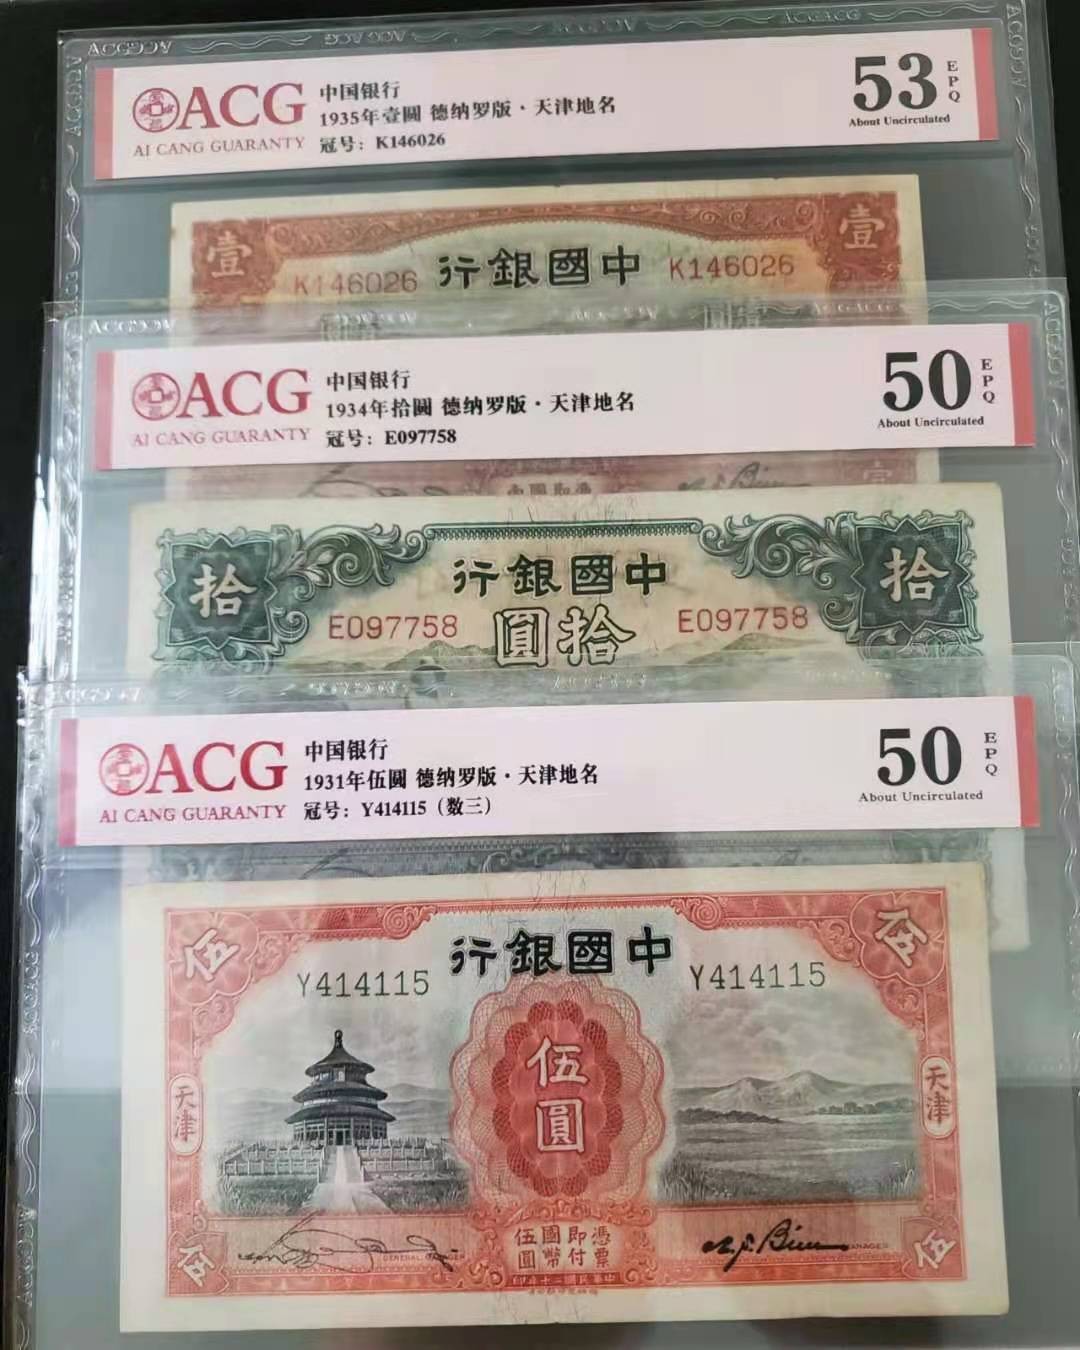 ACG
AI CANG GUARANTY
中国银行
1935年壹圆 德纳罗版·天津地名
冠号：K146026
53
EPQ
About Uncirculated
壹
壹
K146026
行銀國中
K146026
ACG
AI CANG GUARANTY
中国银行
1934年拾圆 德纳罗版·天津地名
冠号：E097758
50
EPQ
About Uncirculated
拾
行銀國中
拾
E097758
圓拾
E097758
ACG
AI CANG GUARANTY
中国银行
1931年伍圆 德纳罗版·天津地名
冠号：Y414115（数三）
50
EPQ
About Uncirculated
伍
行銀國中
伍
Y414115
Y414115
伍圓
天津
天津
伍國即憑
圓幣付票
伍
GENERAL MANAGER
MANAGER
伍